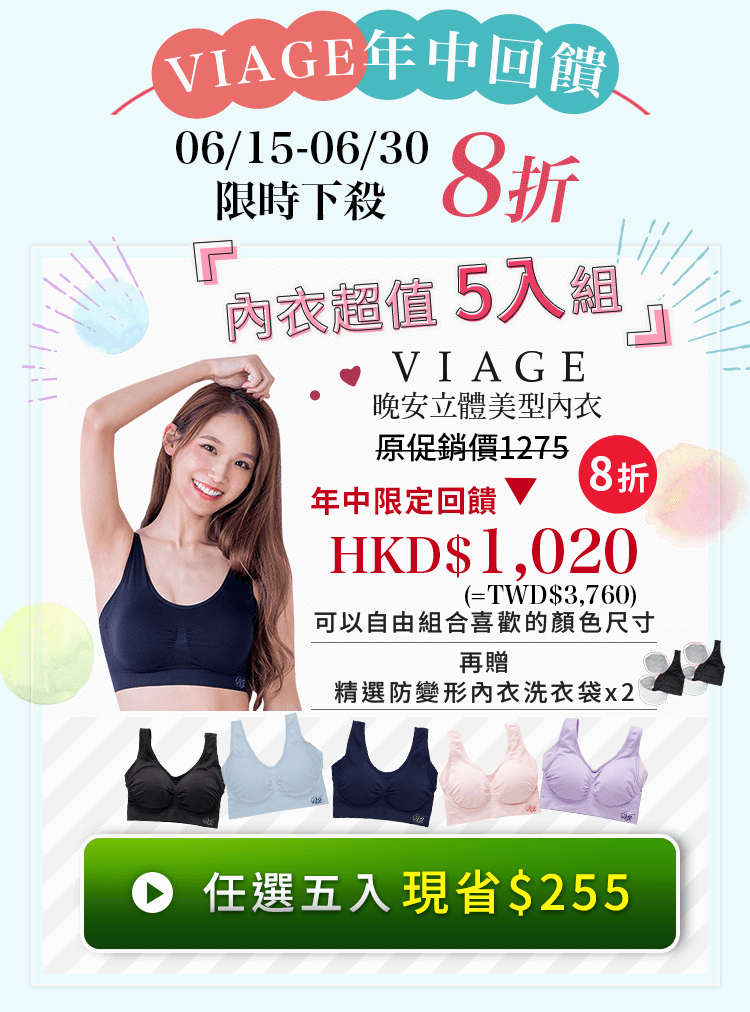 VIAGE年中回饋
06/15-06/30
限時下殺
8折
『內衣超值 5入組』
VIAGE
晚安立體美型內衣
原促銷價1275
8折
年中限定回饋▼
HKD$1,020
(=TWD$3,760)
可以自由組合喜歡的顏色尺寸
再贈
精選防變形內衣洗衣袋x2
任選五入 現省$255